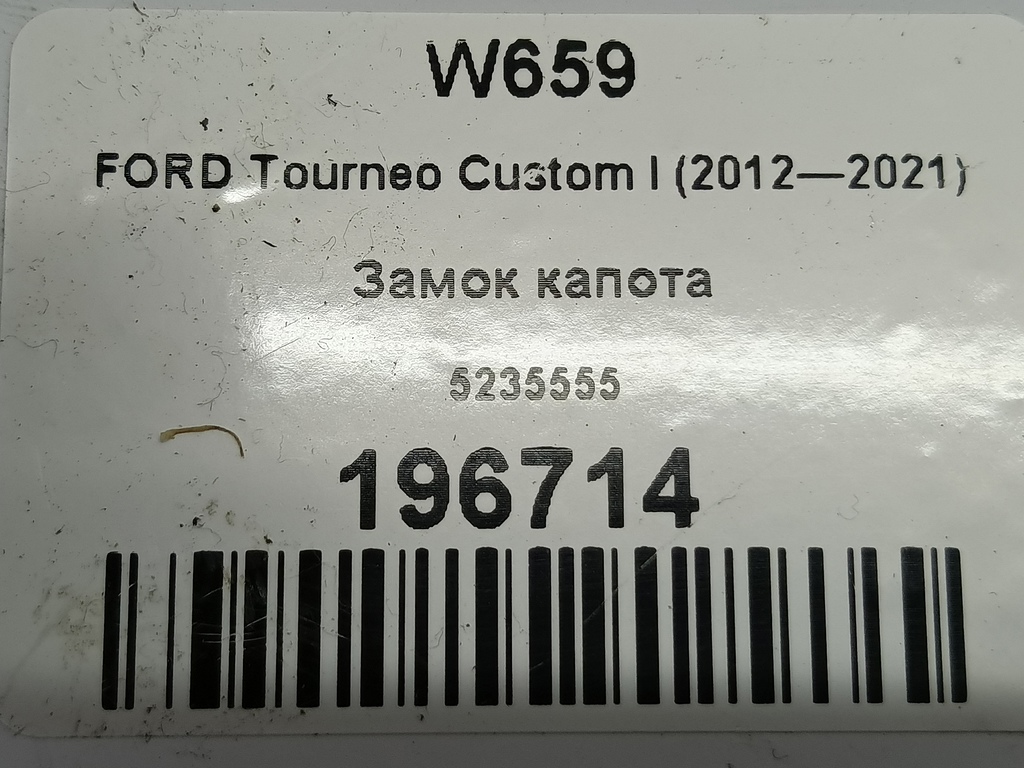 W659
FORD Tourneo Custom I (2012—2021)
Замок капота
5235555
196714